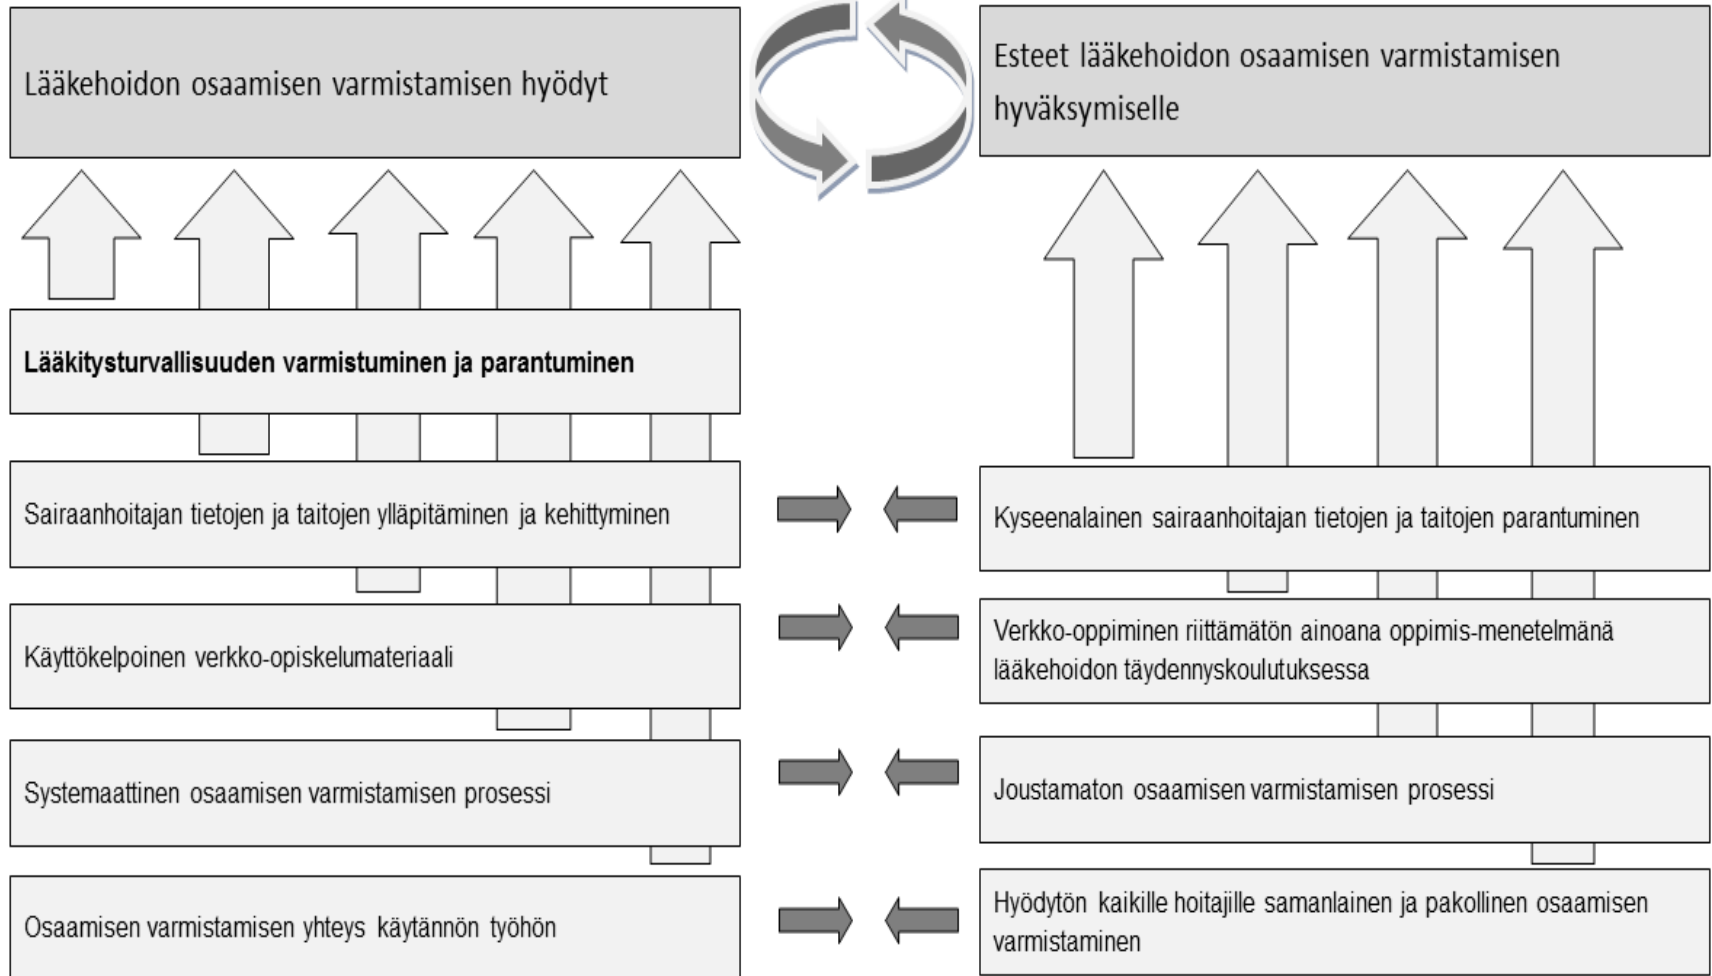 Lääkehoidon osaamisen varmistamisen hyödyt
Esteet lääkehoidon osaamisen varmistamisen
hyväksymiselle
Lääkitysturvallisuuden varmistuminen ja parantuminen
Sairaanhoitajan tietojen ja taitojen ylläpitäminen ja kehittyminen
Kyseenalainen sairaanhoitajan tietojen ja taitojen parantuminen
Käyttökelpoinen verkko-opiskelumateriaali
Verkko-oppiminen riittämätön ainoana oppimis-menetelmänä
lääkehoidon täydennyskoulutuksessa
Systemaattinen osaamisen varmistamisen prosessi
Joustamaton osaamisen varmistamisen prosessi
Osaamisen varmistamisen yhteys käytännön työhön
Hyödytön kaikille hoitajille samanlainen ja pakollinen osaamisen
varmistaminen